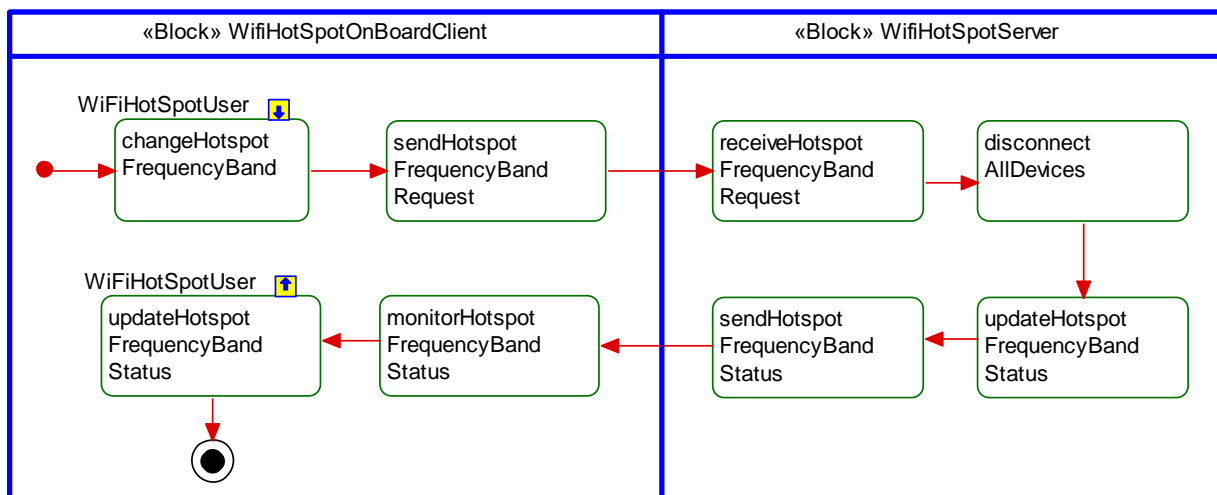 «Block» WifiHotSpotOnBoardClient
«Block» WifiHotSpotServer
WiFiHotSpotUser
changeHotspot
FrequencyBand
sendHotspot
FrequencyBand
Request
receiveHotspot
FrequencyBand
Request
disconnect
AllDevices
WiFiHotSpotUser
updateHotspot
FrequencyBand
Status
monitorHotspot
FrequencyBand
Status
sendHotspot
FrequencyBand
Status
updateHotspot
FrequencyBand
Status